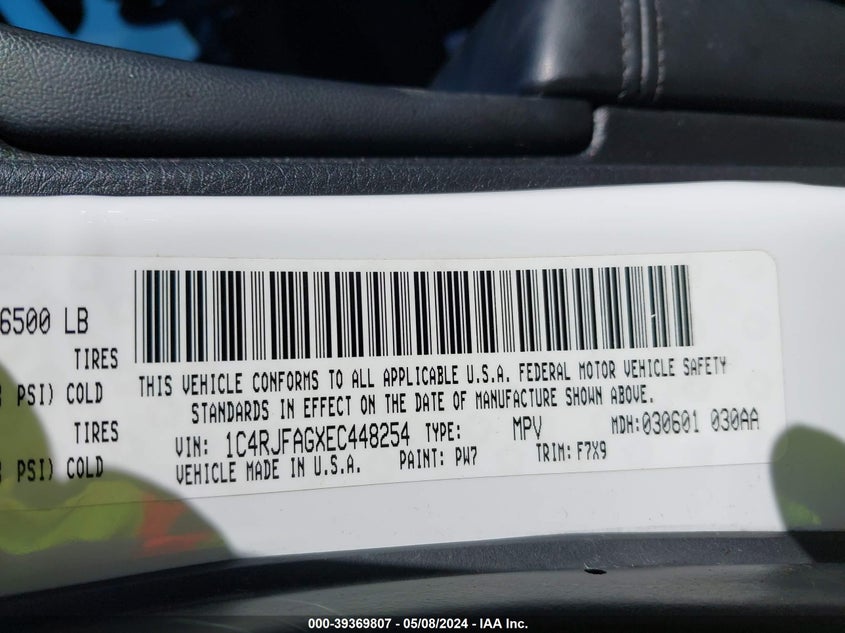 6500 LB
TIRES
PSI) COLD
TIRES
PSI) COLD
THIS VEHICLE CONFORMS TO ALL APPLICABLE U.S.A. FEDERAL MOTOR VEHICLE SAFETY
STANDARDS IN EFFECT ON THE DATE OF MANUFACTURE SHOWN ABOVE.
VIN: 1C4RJFAGXEC448254 TYPE: MPV MDH:030601 030AA
VEHICLE MADE IN U.S.A. PAINT: PW7 TRIM: F7X9
000-39369807 - 05/08/2024 - IAA Inc.